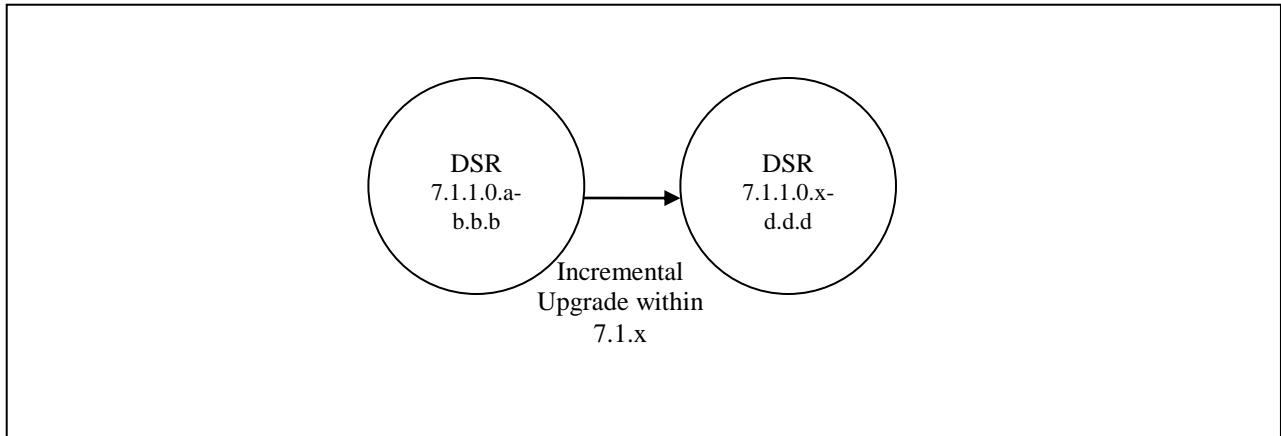 DSR
7.1.1.0.a-
b.b.b
DSR
7.1.1.0.x-
d.d.d
Incremental
Upgrade within
7.1.x